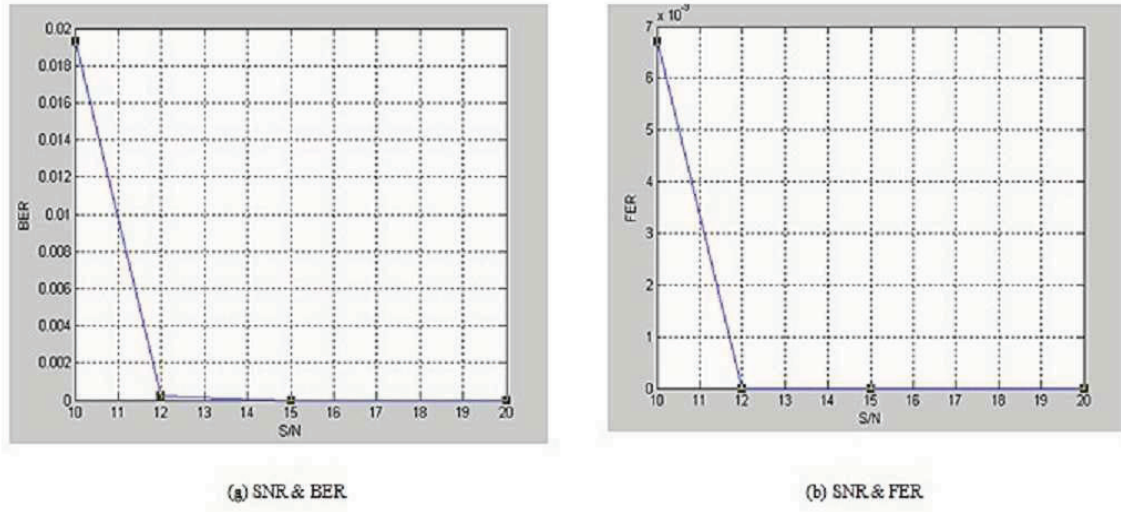 0.02
0.018
0.016
0.014
0.012
0.01
0.008
0.006
0.004
0.002
0
BER
10 11 12 13 14 15 16 17 18 19 20
S/N
(a) SNR & BER
7 x 10⁻³
6
5
4
3
2
1
0
FER
10 11 12 13 14 15 16 17 18 19 20
S/N
(b) SNR & FER